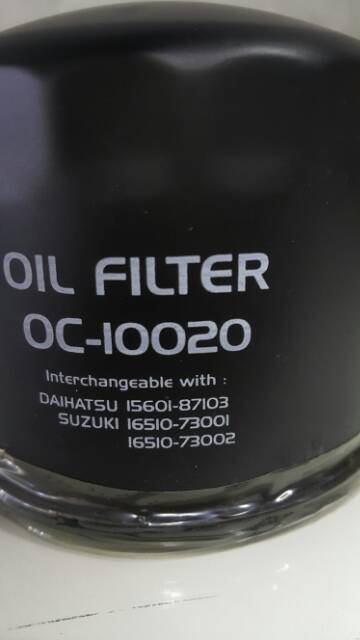 OIL FILTER
OC-10020
Interchangeable with :
DAIHATSU 15601-87103
SUZUKI 16510-73001
16510-73002